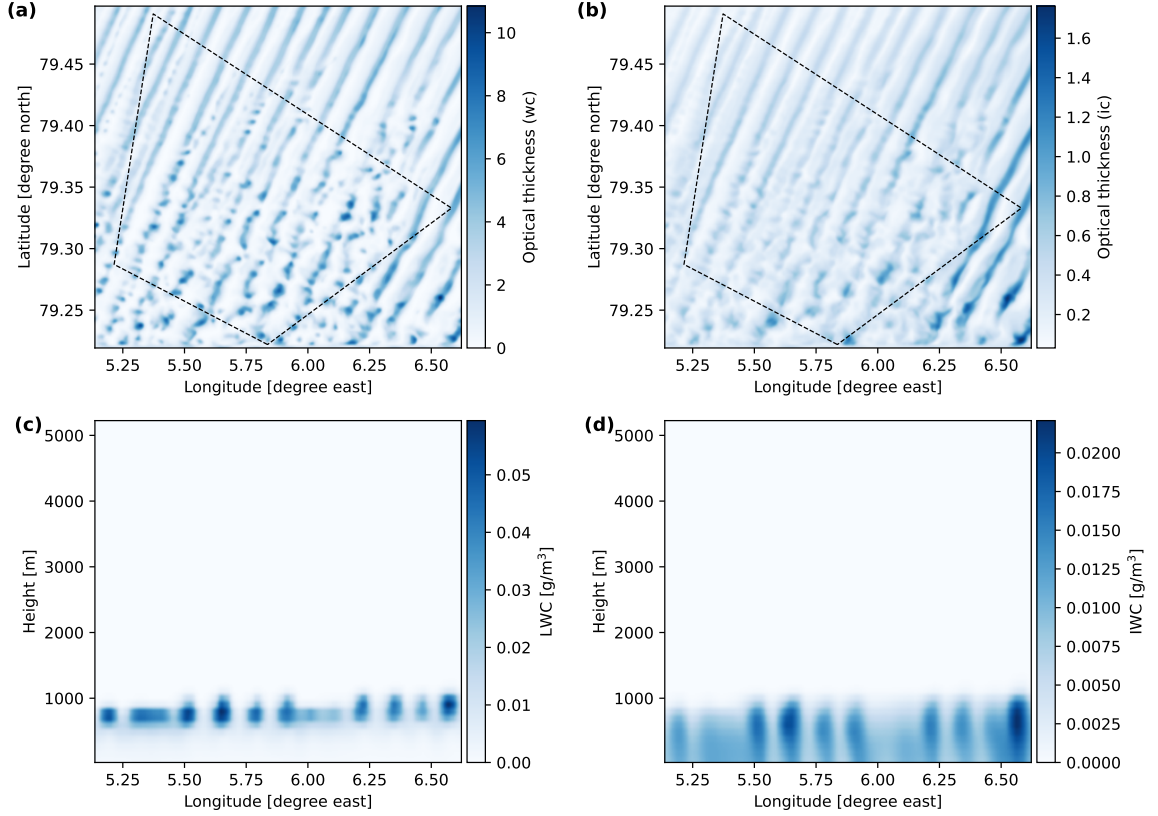 (a)
79.45
79.40
79.35
79.30
79.25
Latitude [degree north]
5.25 5.50 5.75 6.00 6.25 6.50
Longitude [degree east]
10
8
6
4
2
0
Optical thickness (wc)
(b)
79.45
79.40
79.35
79.30
79.25
Latitude [degree north]
5.25 5.50 5.75 6.00 6.25 6.50
Longitude [degree east]
1.6
1.4
1.2
1.0
0.8
0.6
0.4
0.2
Optical thickness (ic)
(c)
5000
4000
3000
2000
1000
Height [m]
5.25 5.50 5.75 6.00 6.25 6.50
Longitude [degree east]
0.05
0.04
0.03
0.02
0.01
0.00
LWC [g/m³]
(d)
5000
4000
3000
2000
1000
Height [m]
5.25 5.50 5.75 6.00 6.25 6.50
Longitude [degree east]
0.0200
0.0175
0.0150
0.0125
0.0100
0.0075
0.0050
0.0025
0.0000
IWC [g/m³]